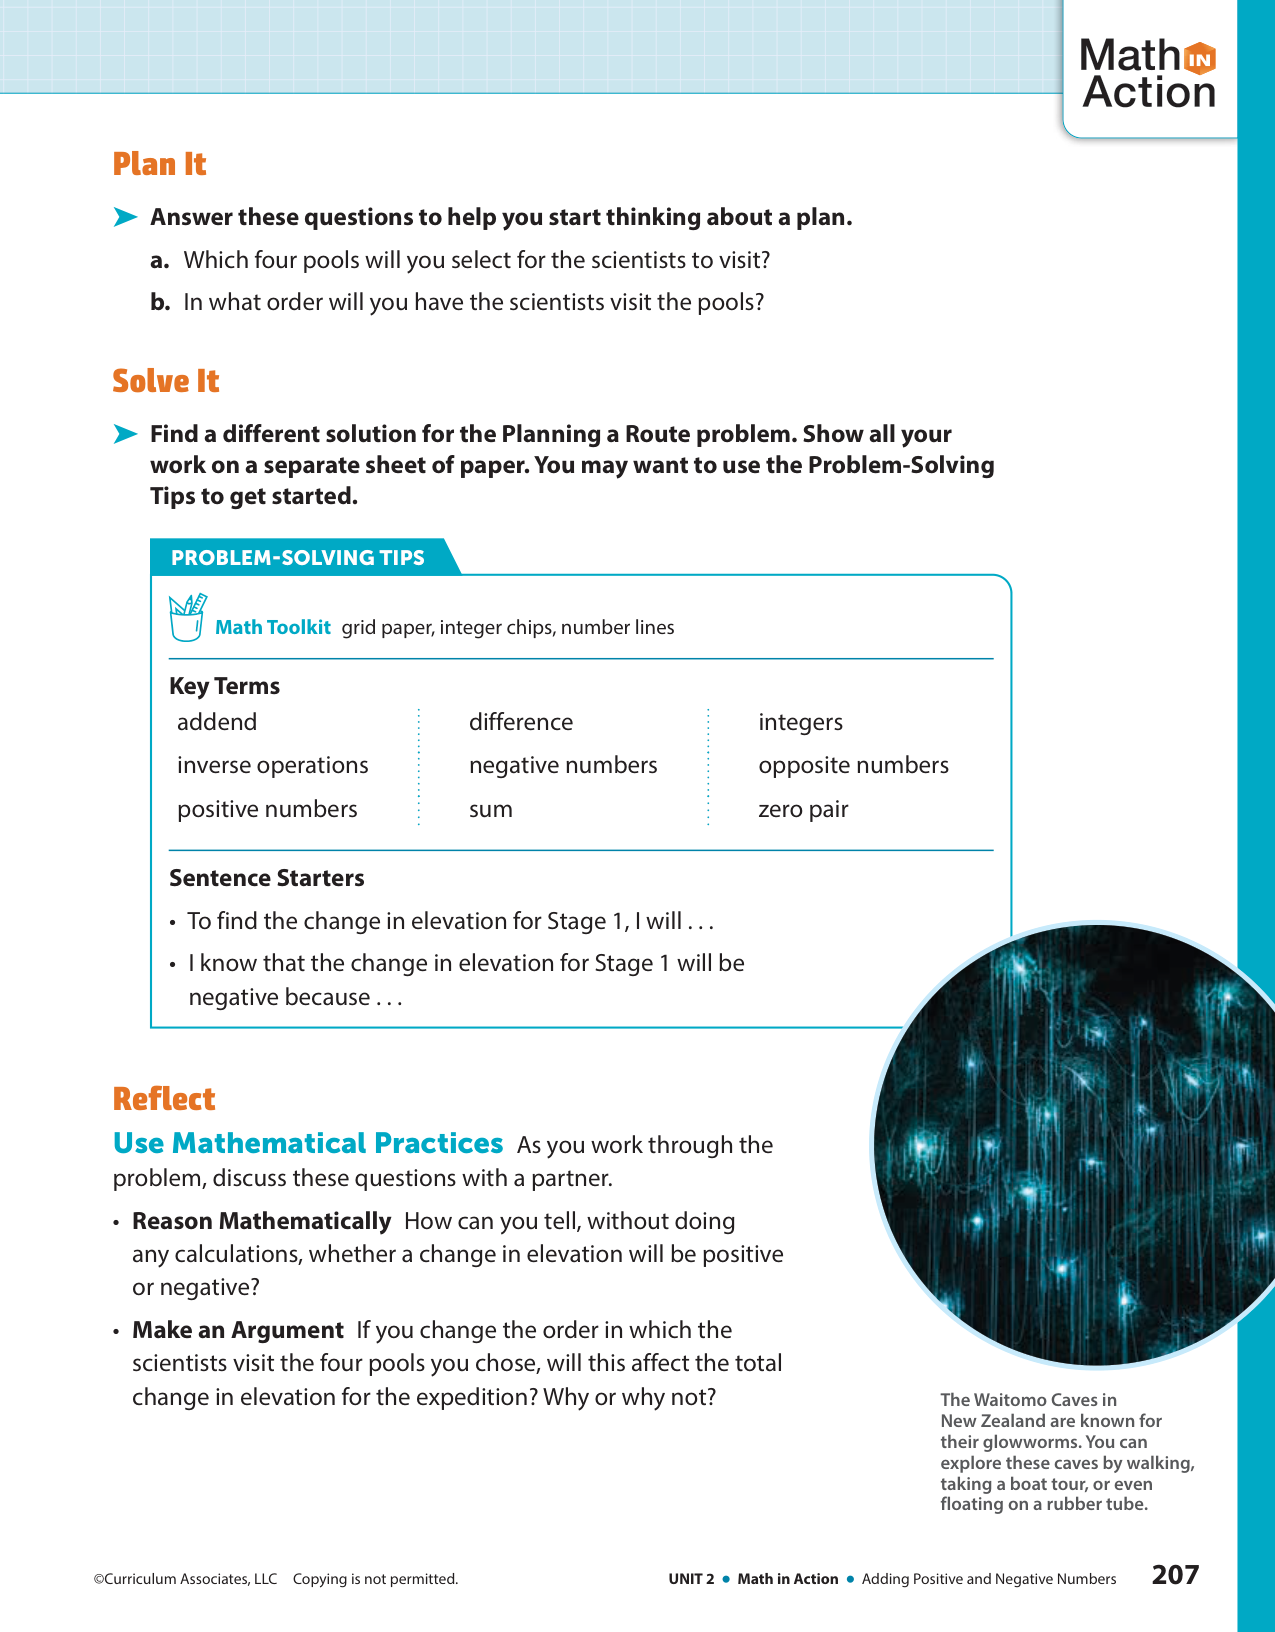 Math IN
Action
Plan It
Answer these questions to help you start thinking about a plan.
a. Which four pools will you select for the scientists to visit?
b. In what order will you have the scientists visit the pools?
Solve It
Find a different solution for the Planning a Route problem. Show all your
work on a separate sheet of paper. You may want to use the Problem-Solving
Tips to get started.
PROBLEM-SOLVING TIPS
Math Toolkit grid paper, integer chips, number lines
Key Terms
addend difference integers
inverse operations negative numbers opposite numbers
positive numbers sum zero pair
Sentence Starters
• To find the change in elevation for Stage 1, I will . . .
• I know that the change in elevation for Stage 1 will be
negative because . . .
Reflect
Use Mathematical Practices As you work through the
problem, discuss these questions with a partner.
• Reason Mathematically How can you tell, without doing
any calculations, whether a change in elevation will be positive
or negative?
• Make an Argument If you change the order in which the
scientists visit the four pools you chose, will this affect the total
change in elevation for the expedition? Why or why not?
The Waitomo Caves in
New Zealand are known for
their glowworms. You can
explore these caves by walking,
taking a boat tour, or even
floating on a rubber tube.
©Curriculum Associates, LLC Copying is not permitted.
UNIT 2 • Math in Action • Adding Positive and Negative Numbers 207